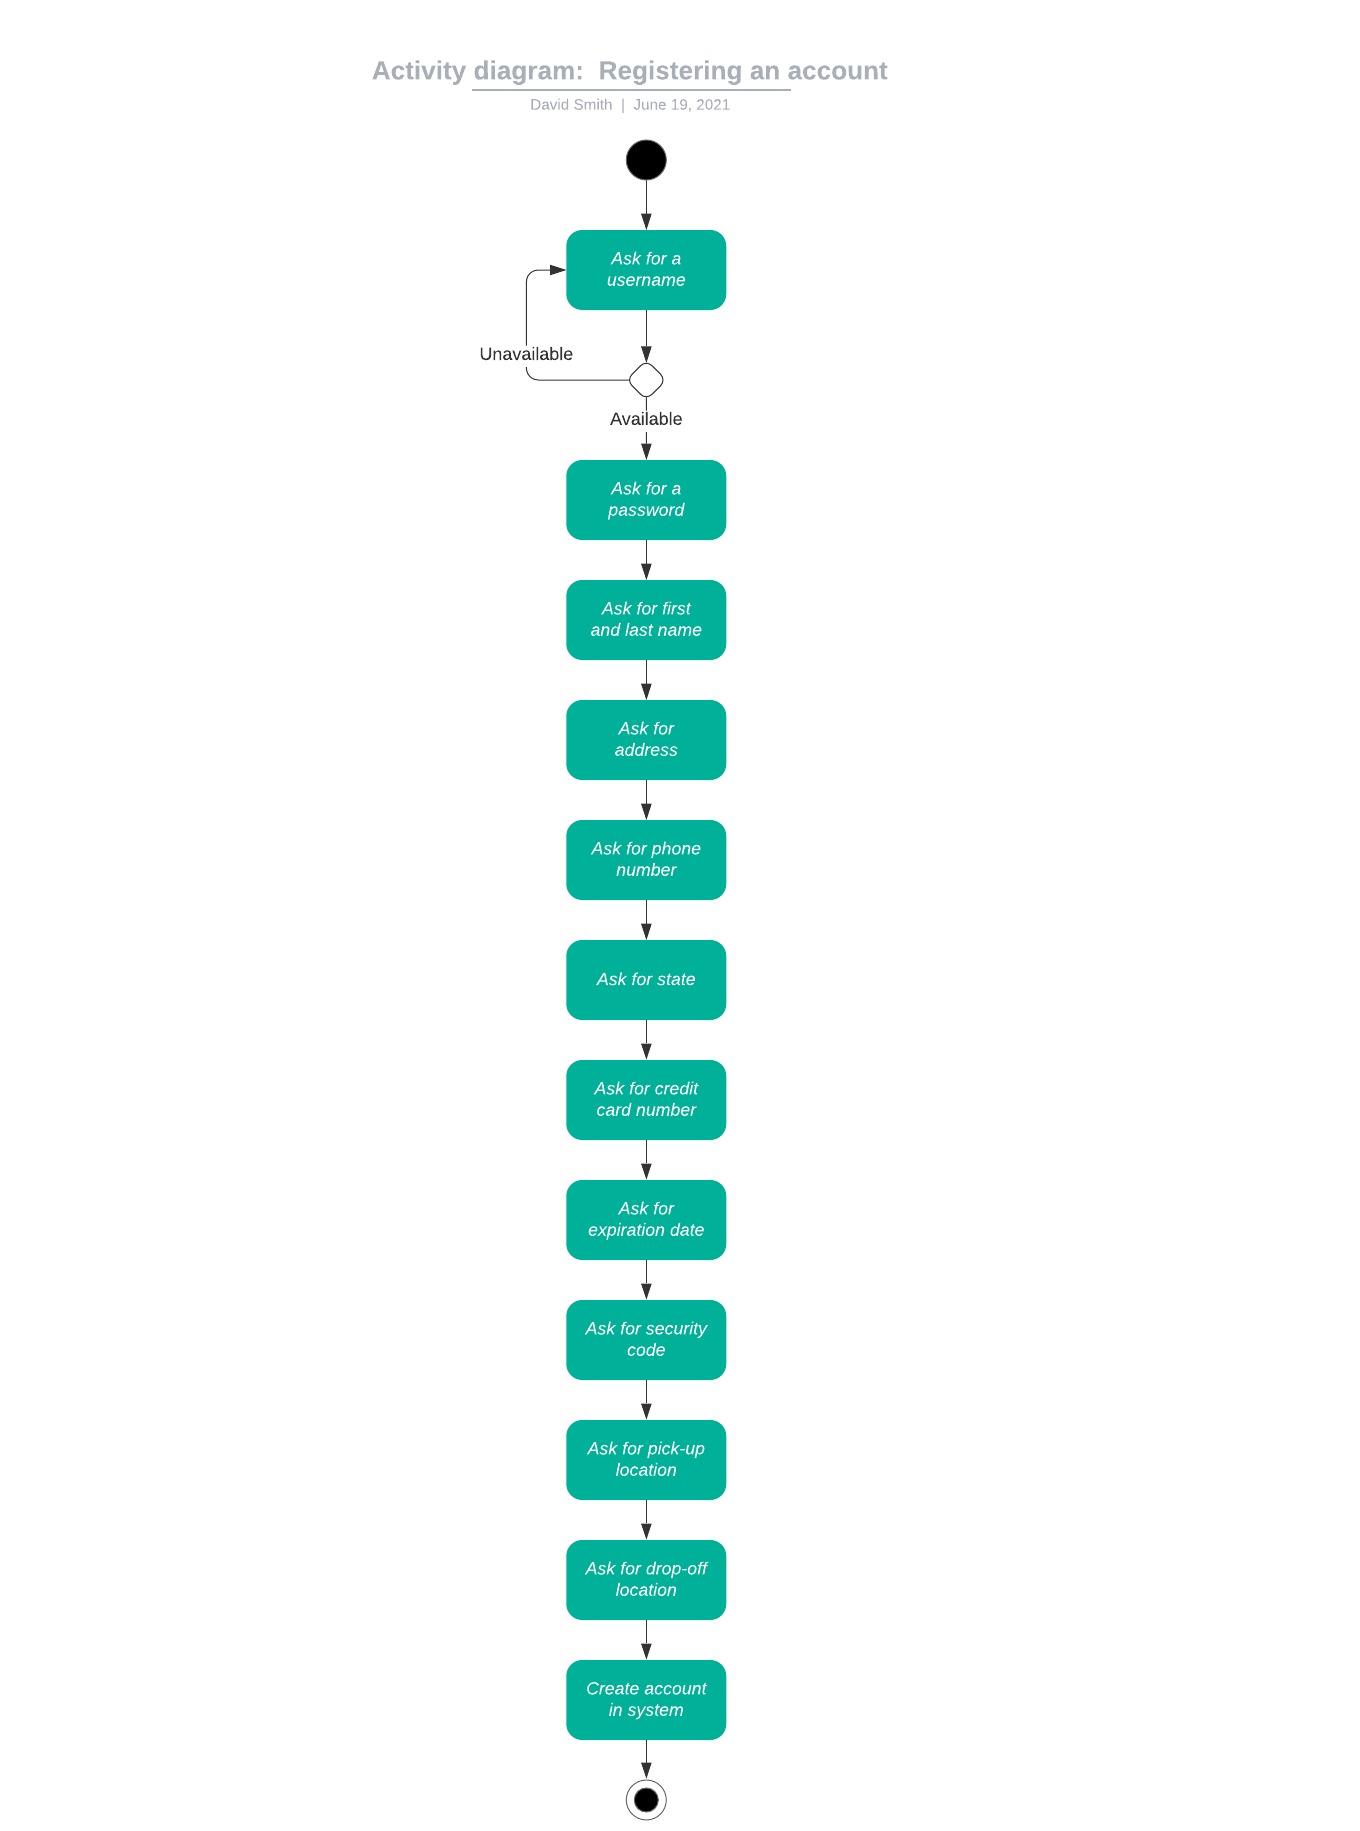 Activity diagram:  Registering an account
David Smith  |  June 19, 2021
Ask for a
username
Unavailable
Available
Ask for a
password
Ask for first
and last name
Ask for
address
Ask for phone
number
Ask for state
Ask for credit
card number
Ask for
expiration date
Ask for security
code
Ask for pick-up
location
Ask for drop-off
location
Create account
in system